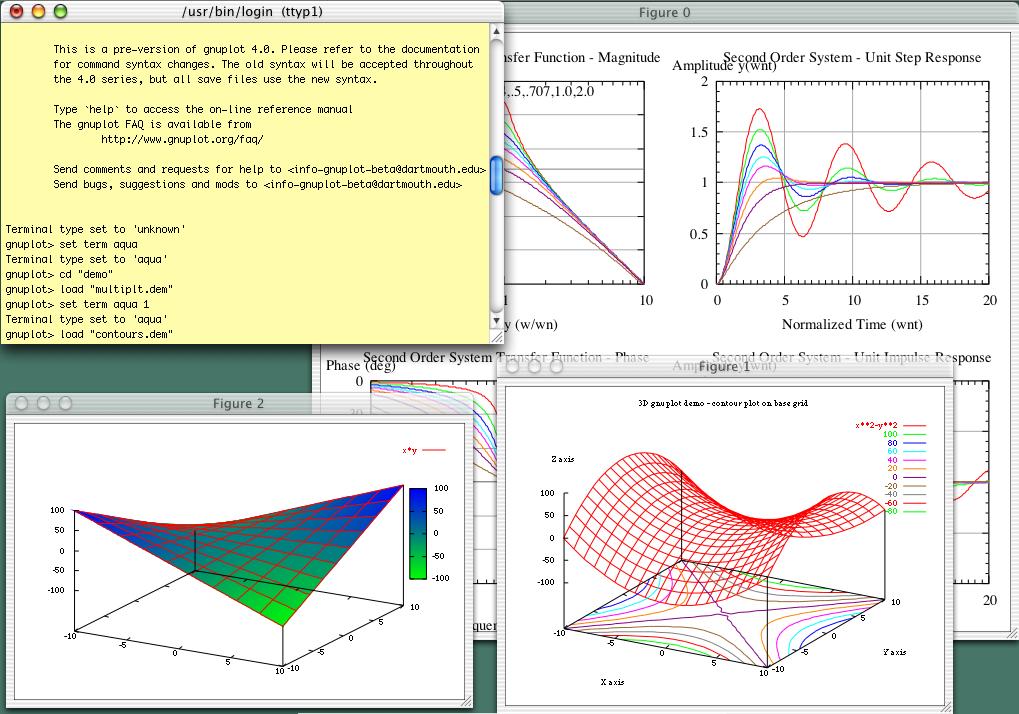 /usr/bin/login (ttyp1)
This is a pre-version of gnuplot 4.0. Please refer to the documentation
for command syntax changes. The old syntax will be accepted throughout
the 4.0 series, but all save files use the new syntax.
Type `help` to access the on-line reference manual
The gnuplot FAQ is available from
http://www.gnuplot.org/faq/
Send comments and requests for help to <info-gnuplot-beta@dartmouth.edu>
Send bugs, suggestions and mods to <info-gnuplot-beta@dartmouth.edu>
Terminal type set to 'unknown'
gnuplot> set term aqua
Terminal type set to 'aqua'
gnuplot> cd "demo"
gnuplot> load "multiplt.dem"
gnuplot> set term aqua 1
Terminal type set to 'aqua'
gnuplot> load "contours.dem"
Figure 0
Function - Magnitude
.5,.707,1.0,2.0
10
(w/wn)
Second Order System - Unit Step Response
Amplitude y(wnt)
2
1.5
1
0.5
0
0
5
10
15
20
Normalized Time (wnt)
Second Order System Transfer Function - Phase
Phase (deg)
0
Second Order System - Unit Impulse Response
Amplitude y(wnt)
20
Figure 2
x*y
100
50
0
-50
-100
100
50
0
-50
-100
-10
-5
0
5
10
-10
-5
0
5
10
Figure 1
3D gnuplot demo - contour plot on base grid
x**2-y**2
100
80
60
40
20
0
-20
-40
-60
-80
Z axis
100
50
0
-50
-100
-10
-5
0
5
10
X axis
-10
-5
0
5
10
Y axis